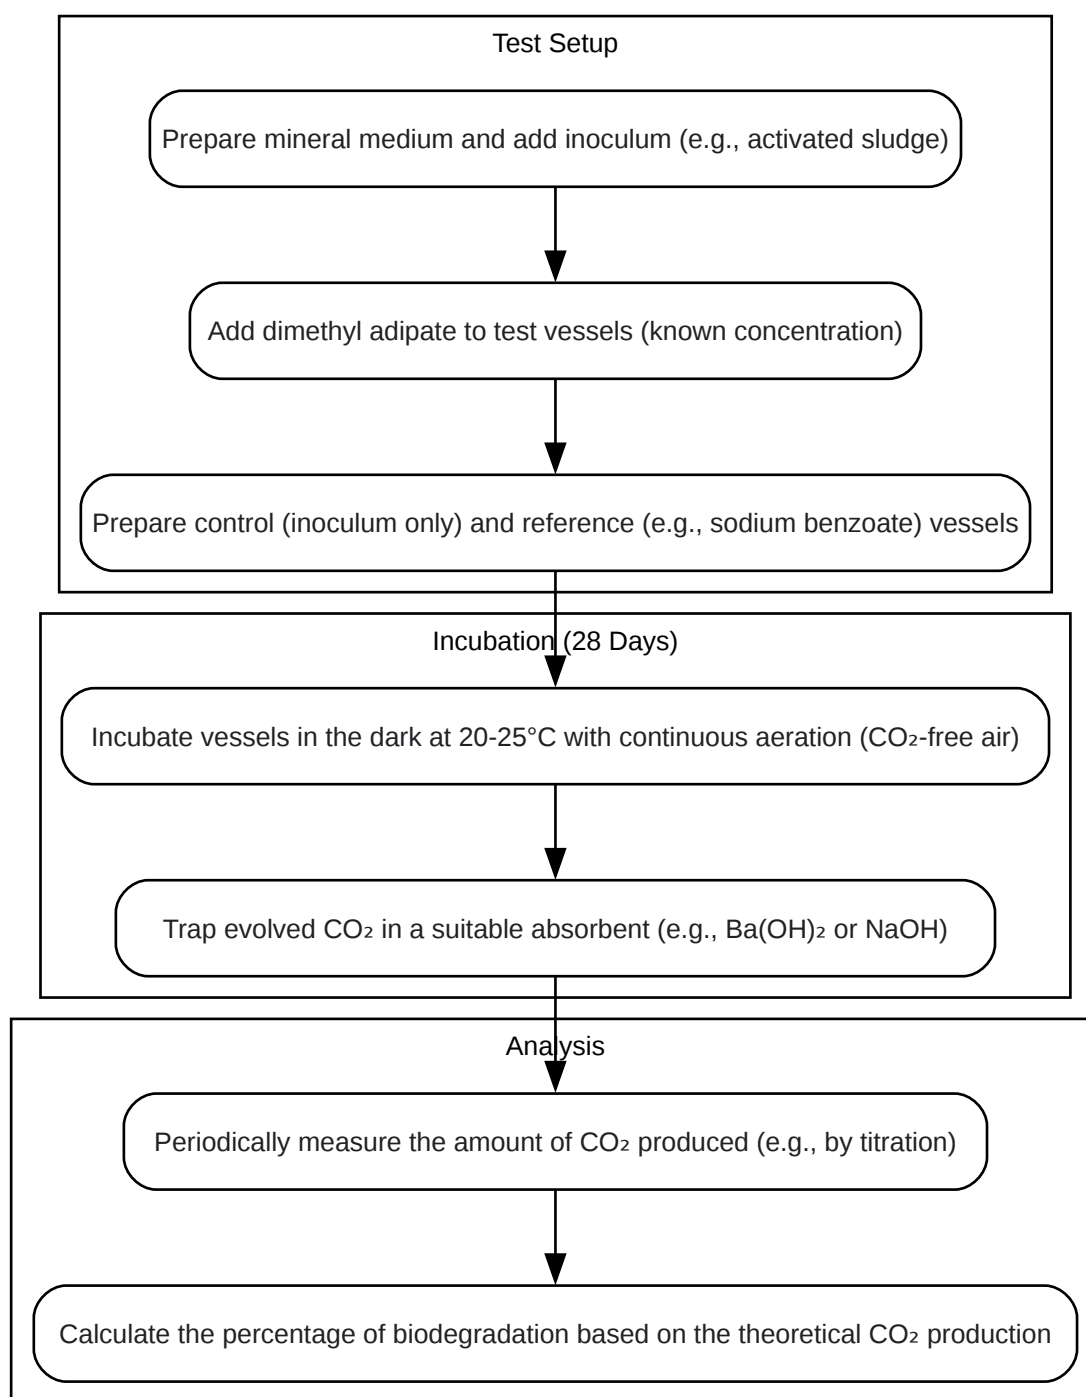 Test Setup
Prepare mineral medium and add inoculum (e.g., activated sludge)
Add dimethyl adipate to test vessels (known concentration)
Prepare control (inoculum only) and reference (e.g., sodium benzoate) vessels
Incubation (28 Days)
Incubate vessels in the dark at 20-25°C with continuous aeration (CO₂-free air)
Trap evolved CO₂ in a suitable absorbent (e.g., Ba(OH)₂ or NaOH)
Analysis
Periodically measure the amount of CO₂ produced (e.g., by titration)
Calculate the percentage of biodegradation based on the theoretical CO₂ production